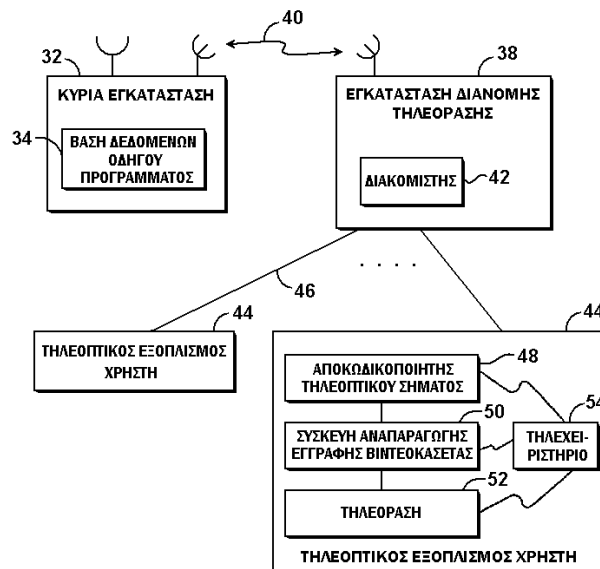 40
32
38
ΚΥΡΙΑ ΕΓΚΑΤΑΣΤΑΣΗ
34
ΒΑΣΗ ΔΕΔΟΜΕΝΩΝ
ΟΔΗΓΟΥ
ΠΡΟΓΡΑΜΜΑΤΟΣ
ΕΓΚΑΤΑΣΤΑΣΗ ΔΙΑΝΟΜΗΣ
ΤΗΛΕΟΡΑΣΗΣ
ΔΙΑΚΟΜΙΣΤΗΣ
42
46
. . . .
44
ΤΗΛΕΟΠΤΙΚΟΣ ΕΞΟΠΛΙΣΜΟΣ
ΧΡΗΣΤΗ
44
ΑΠΟΚΩΔΙΚΟΠΟΙΗΤΗΣ
ΤΗΛΕΟΠΤΙΚΟΥ ΣΗΜΑΤΟΣ
48
ΣΥΣΚΕΥΗ ΑΝΑΠΑΡΑΓΩΓΗΣ
ΕΓΓΡΑΦΗΣ ΒΙΝΤΕΟΚΑΣΕΤΑΣ
50
ΤΗΛΕΧΕΙ-
ΡΙΣΤΗΡΙΟ
54
ΤΗΛΕΟΡΑΣΗ
52
ΤΗΛΕΟΠΤΙΚΟΣ ΕΞΟΠΛΙΣΜΟΣ ΧΡΗΣΤΗ